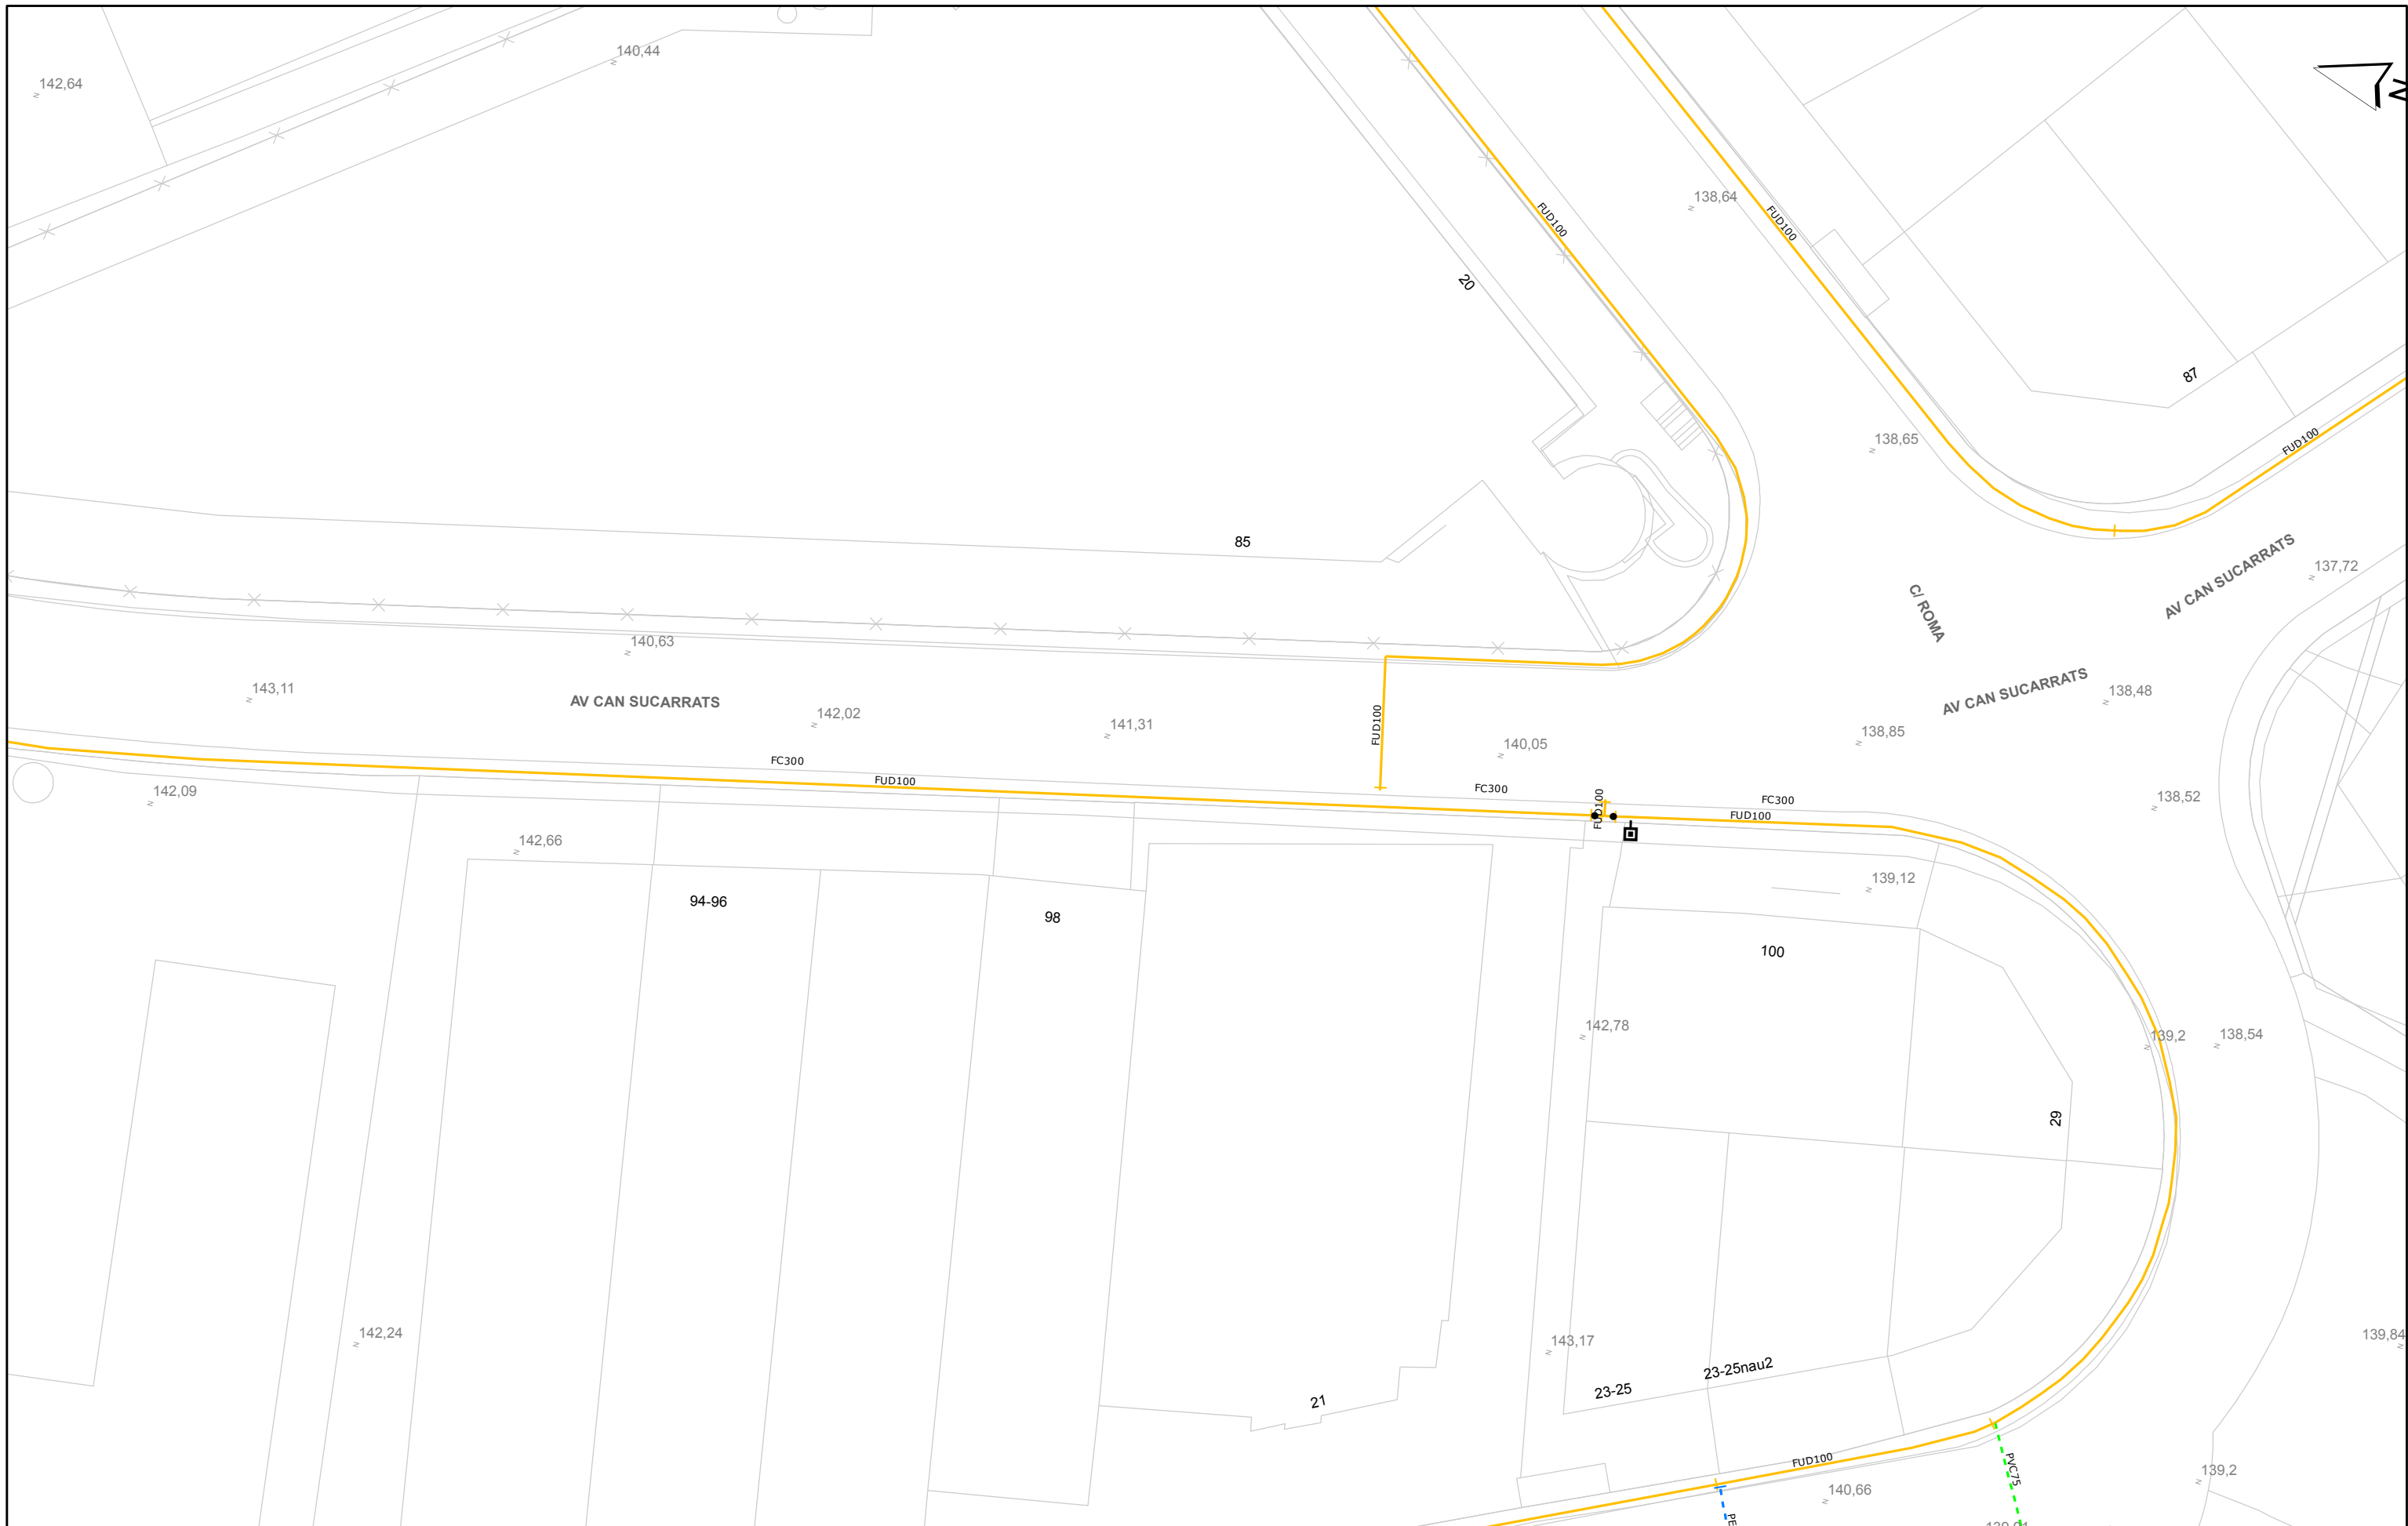 140,44
142,64
N
138,64
FUD100
FUD100
20
87
138,65
FUD100
85
137,72
AV CAN SUCARRATS
C/ ROMA
140,63
143,11
AV CAN SUCARRATS
142,02
141,31
FUD100
140,05
138,85
AV CAN SUCARRATS
138,48
FC300
FUD100
142,09
FC300
FUD100
FC300
FUD100
138,52
142,66
139,12
94-96
98
100
142,78
139,2
138,54
29
142,24
143,17
139,84
23-25nau2
23-25
21
FUD100
PVC75
139,2
140,66
PE